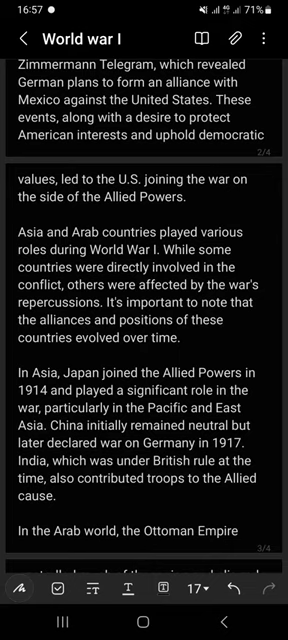 16:57
4G
71%
World war I
Zimmermann Telegram, which revealed
German plans to form an alliance with
Mexico against the United States. These
events, along with a desire to protect
American interests and uphold democratic
2/4
values, led to the U.S. joining the war on
the side of the Allied Powers.
Asia and Arab countries played various
roles during World War I. While some
countries were directly involved in the
conflict, others were affected by the war's
repercussions. It's important to note that
the alliances and positions of these
countries evolved over time.
In Asia, Japan joined the Allied Powers in
1914 and played a significant role in the
war, particularly in the Pacific and East
Asia. China initially remained neutral but
later declared war on Germany in 1917.
India, which was under British rule at the
time, also contributed troops to the Allied
cause.
In the Arab world, the Ottoman Empire
3/4
17